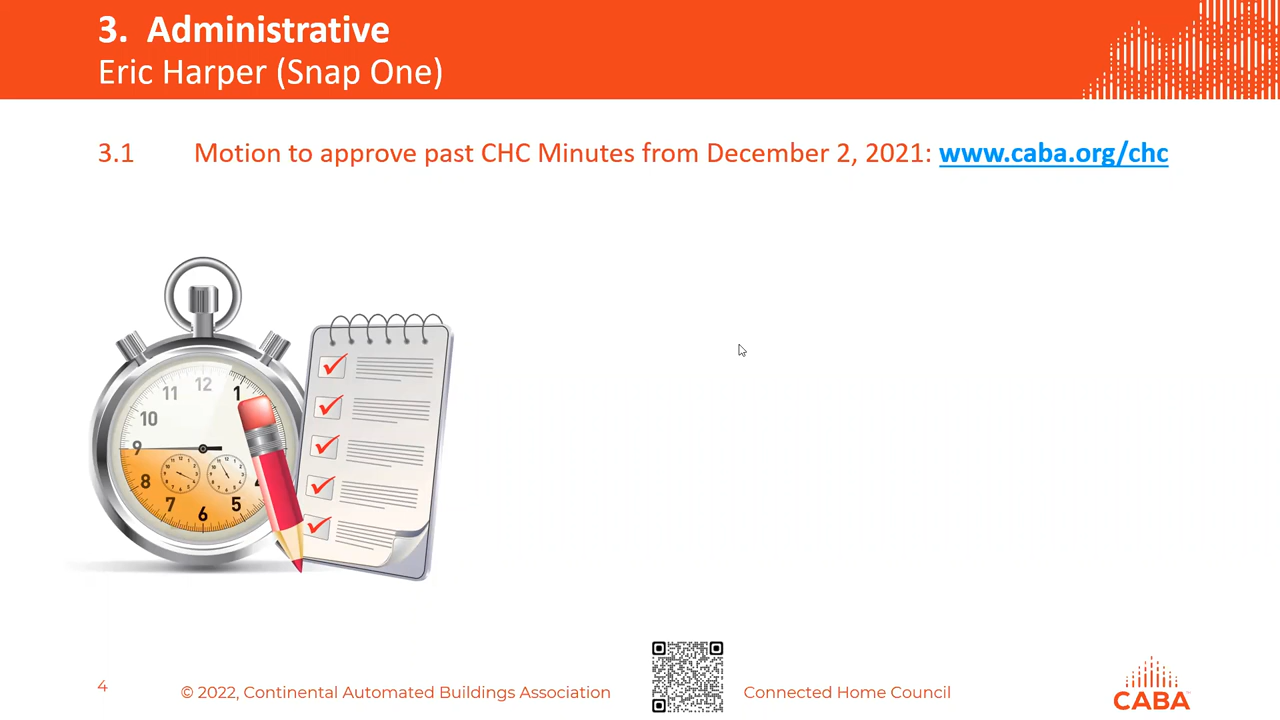 3. Administrative
Eric Harper (Snap One)
3.1 Motion to approve past CHC Minutes from December 2, 2021: www.caba.org/chc
12
1
11
10
9
8
7
6
5
4 © 2022, Continental Automated Buildings Association Connected Home Council
CABA